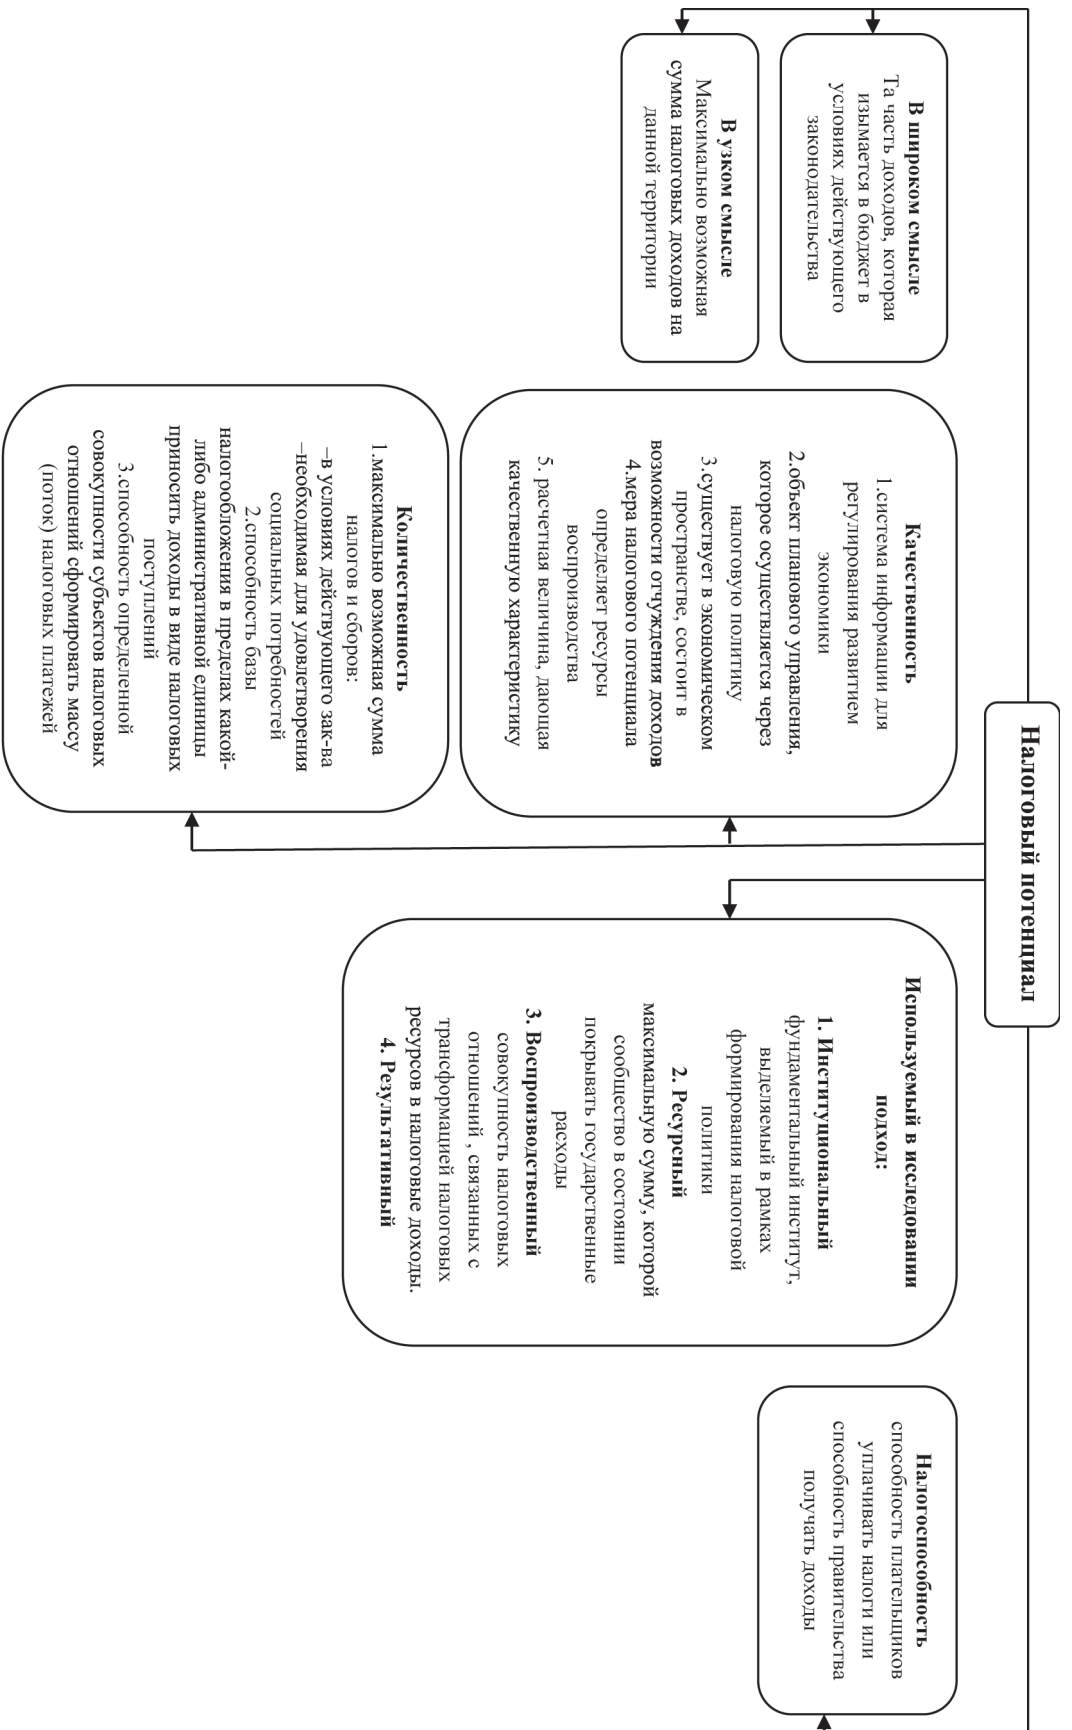 Налоговый потенциал
В широком смысле
Та часть доходов, которая
изымается в бюджет в
условиях действующего
законодательства
В узком смысле
Максимально возможная
сумма налоговых доходов на
данной территории
Качественность
1.система информации для
регулирования развитием
экономики
2.объект планового управления,
которое осуществляется через
налоговую политику
3.существует в экономическом
пространстве, состоит в
возможности отчуждения доходов
4.мера налогового потенциала
определяет ресурсы
воспроизводства
5. расчетная величина, дающая
качественную характеристику
Количественность
1.максимально возможная сумма
налогов и сборов:
–в условиях действующего зак-ва
–необходимая для удовлетворения
социальных потребностей
2.способность базы
налогообложения в пределах какой-
либо административной единицы
приносить доходы в виде налоговых
поступлений
3.способность определенной
совокупности субъектов налоговых
отношений сформировать массу
(поток) налоговых платежей
Используемый в исследовании
подход:
1. Институциональный
фундаментальный институт,
выделяемый в рамках
формирования налоговой
политики
2. Ресурсный
максимальную сумму, которой
сообщество в состоянии
покрывать государственные
расходы
3. Воспроизводственный
совокупность налоговых
отношений , связанных с
трансформацией налоговых
ресурсов в налоговые доходы.
4. Результативный
Налогоспособность
способность плательщиков
уплачивать налоги или
способность правительства
получать доходы